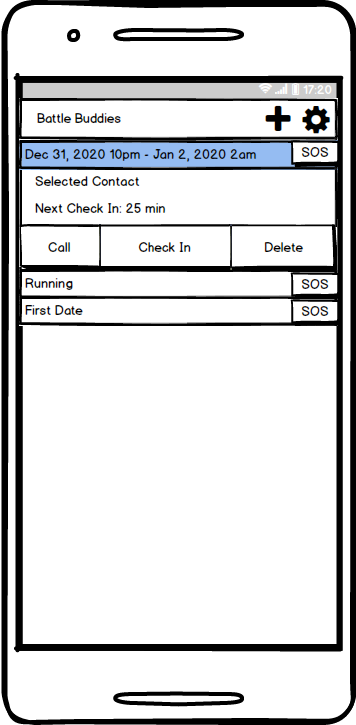 17:20
Battle Buddies
Dec 31, 2020 10pm - Jan 2, 2020 2am SOS
Selected Contact
Next Check In: 25 min
Call Check In Delete
Running SOS
First Date SOS